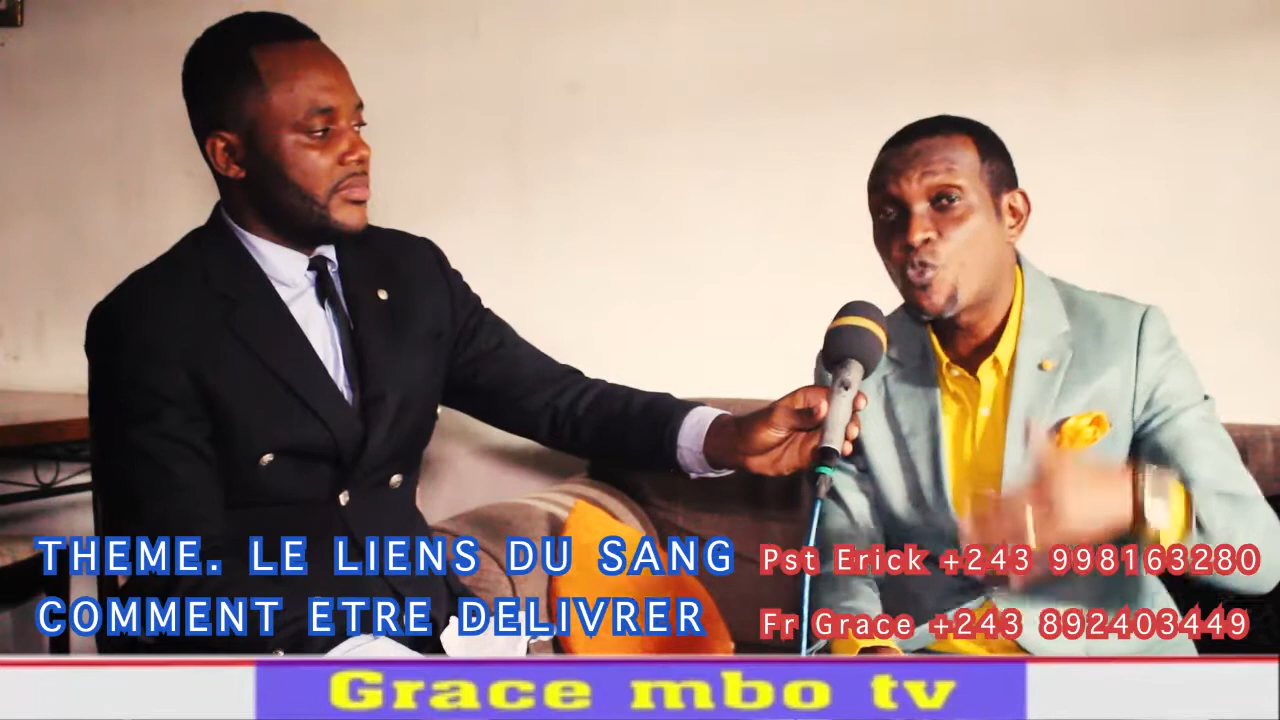 THEME. LE LIENS DU SANG
COMMENT ETRE DELIVRER
Pst Erick +243 998163280
Fr Grace +243 892403449
Grace mbo tv